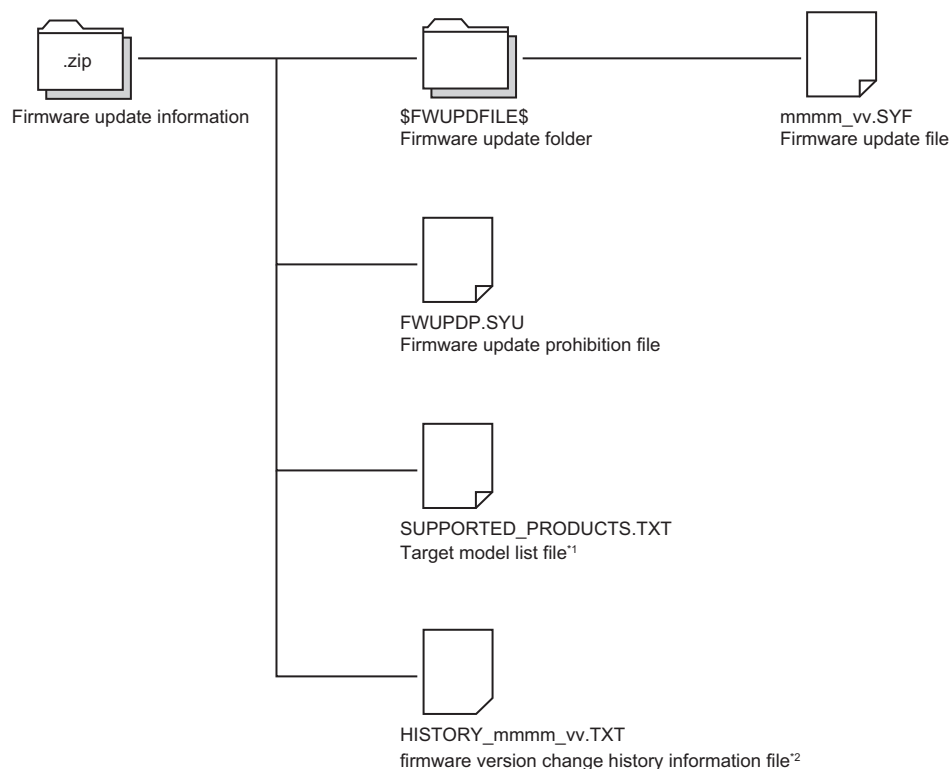 .zip
Firmware update information
$FWUPDFILE$
Firmware update folder
mmmm_vv.SYF
Firmware update file
FWUPDP.SYU
Firmware update prohibition file
SUPPORTED_PRODUCTS.TXT
Target model list file*1
HISTORY_mmmm_vv.TXT
firmware version change history information file*2